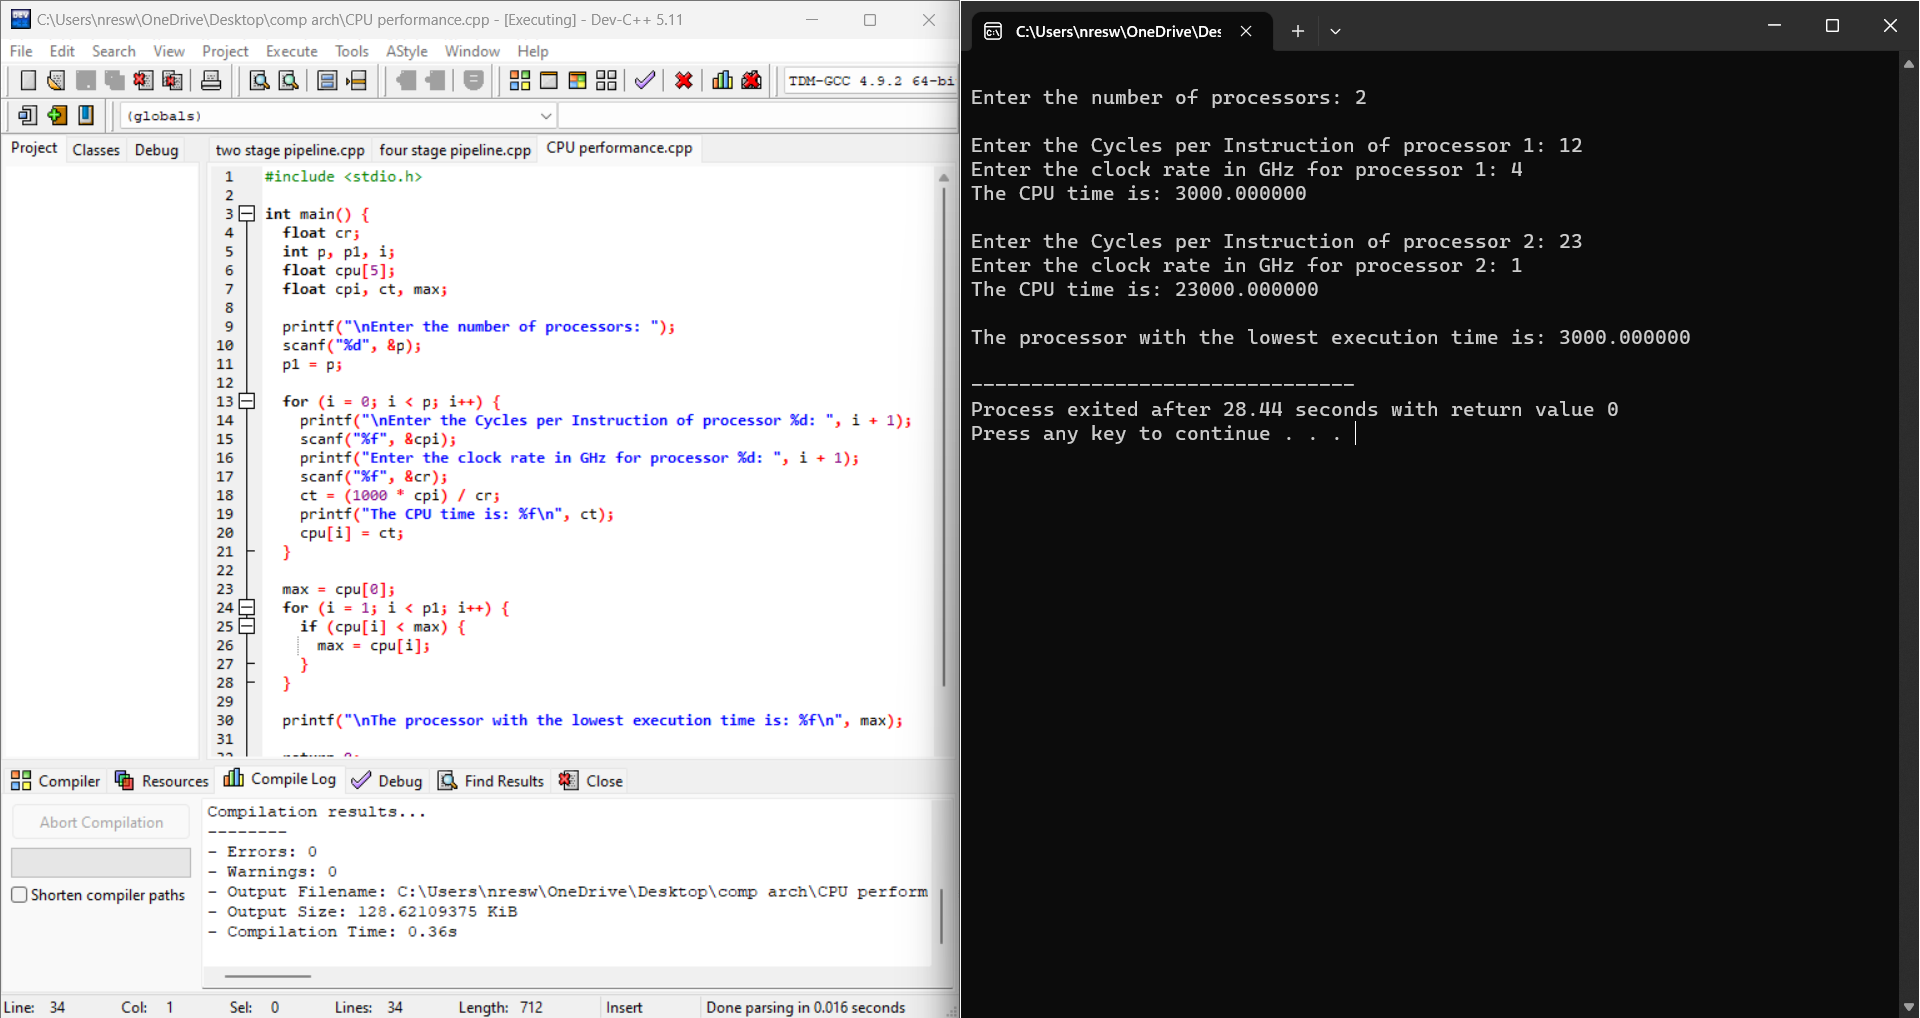 C:\Users\nresw\OneDrive\Desktop\comp arch\CPU performance.cpp - [Executing] - Dev-C++ 5.11
File Edit Search View Project Execute Tools AStyle Window Help
TDM-GCC 4.9.2 64-bi
(globals)
Project Classes Debug
two stage pipeline.cpp four stage pipeline.cpp CPU performance.cpp
1 #include <stdio.h>
2
3 int main() {
4 float cr;
5 int p, p1, i;
6 float cpu[5];
7 float cpi, ct, max;
8
9 printf("\nEnter the number of processors: ");
10 scanf("%d", &p);
11 p1 = p;
12
13 for (i = 0; i < p; i++) {
14 printf("\nEnter the Cycles per Instruction of processor %d: ", i + 1);
15 scanf("%f", &cpi);
16 printf("Enter the clock rate in GHz for processor %d: ", i + 1);
17 scanf("%f", &cr);
18 ct = (1000 * cpi) / cr;
19 printf("The CPU time is: %f\n", ct);
20 cpu[i] = ct;
21 }
22
23 max = cpu[0];
24 for (i = 1; i < p1; i++) {
25 if (cpu[i] < max) {
26 max = cpu[i];
27 }
28 }
29
30 printf("\nThe processor with the lowest execution time is: %f\n", max);
31
Compiler Resources Compile Log Debug Find Results Close
Abort Compilation
Shorten compiler paths
Compilation results...
--------
- Errors: 0
- Warnings: 0
- Output Filename: C:\Users\nresw\OneDrive\Desktop\comp arch\CPU perform
- Output Size: 128.62109375 KiB
- Compilation Time: 0.36s
Line: 34 Col: 1 Sel: 0 Lines: 34 Length: 712 Insert Done parsing in 0.016 seconds
C:\Users\nresw\OneDrive\Des
Enter the number of processors: 2
Enter the Cycles per Instruction of processor 1: 12
Enter the clock rate in GHz for processor 1: 4
The CPU time is: 3000.000000
Enter the Cycles per Instruction of processor 2: 23
Enter the clock rate in GHz for processor 2: 1
The CPU time is: 23000.000000
The processor with the lowest execution time is: 3000.000000
--------------------------------
Process exited after 28.44 seconds with return value 0
Press any key to continue . . .